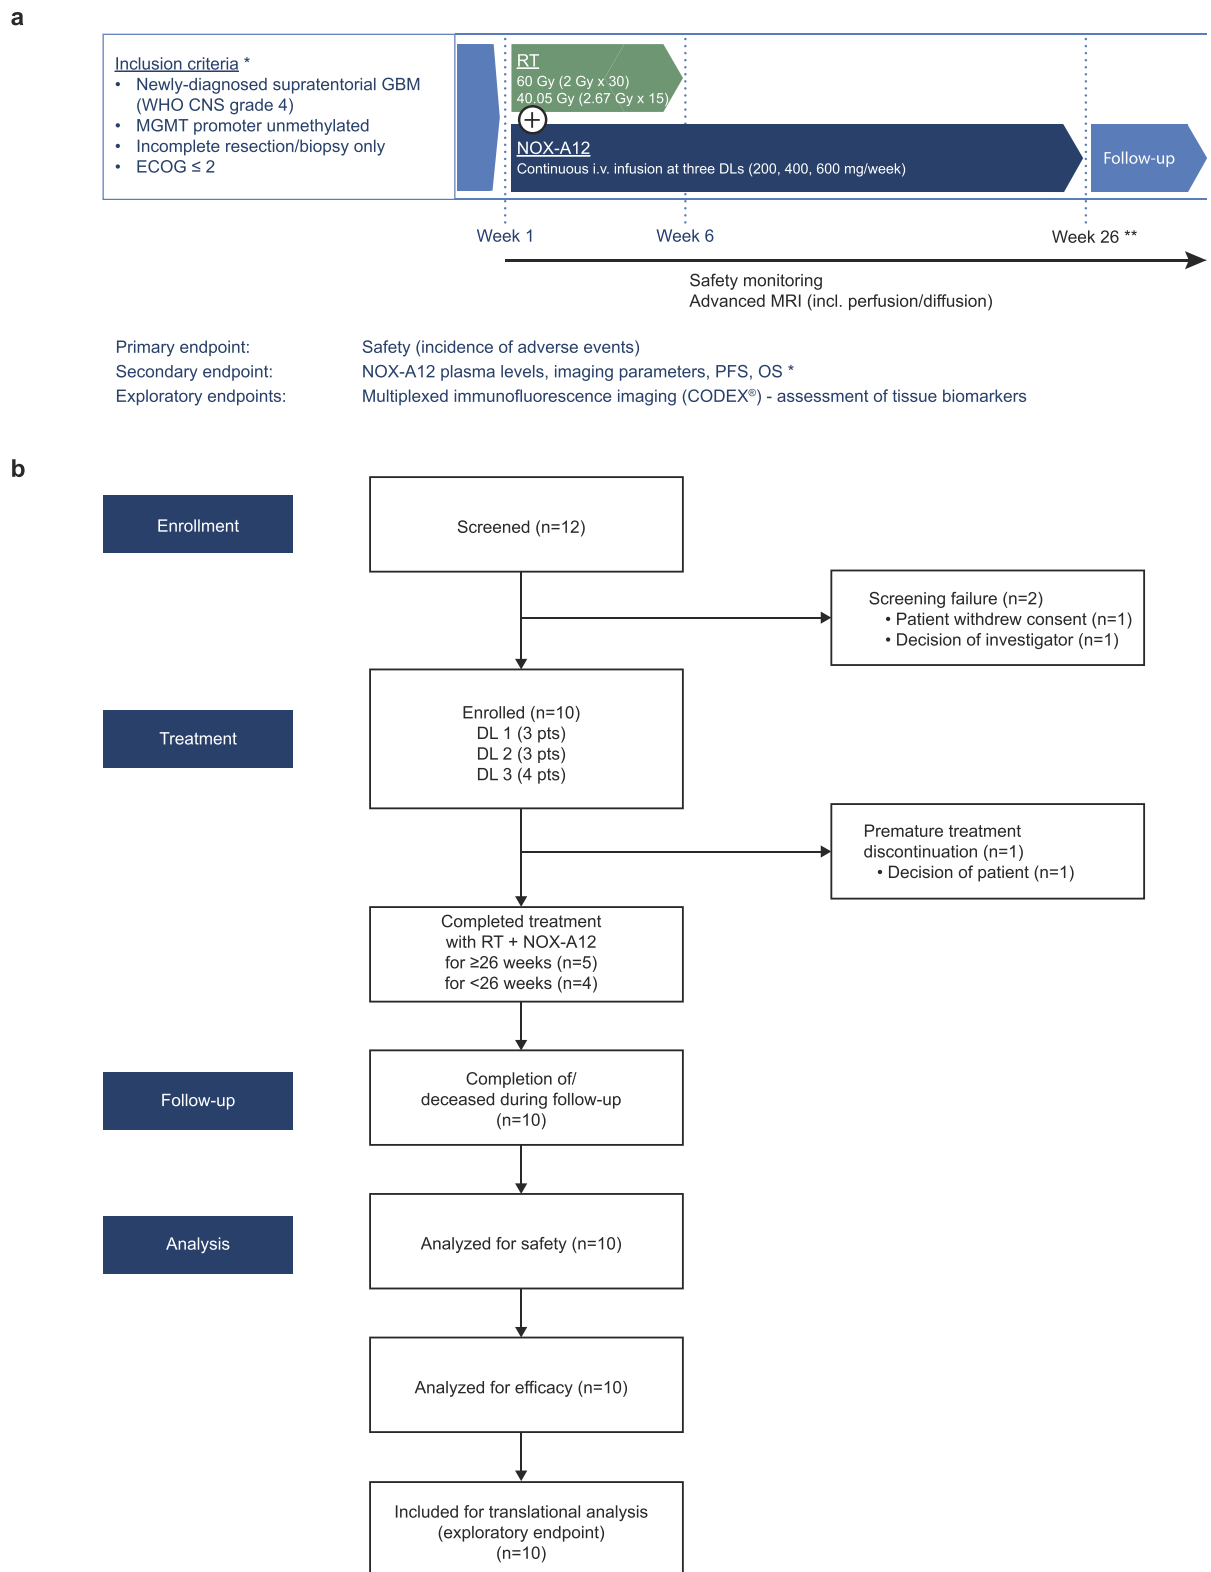 a
Inclusion criteria *
• Newly-diagnosed supratentorial GBM
(WHO CNS grade 4)
• MGMT promoter unmethylated
• Incomplete resection/biopsy only
• ECOG ≤ 2
RT
60 Gy (2 Gy x 30)
40.05 Gy (2.67 Gy x 15)
+
NOX-A12
Continuous i.v. infusion at three DLs (200, 400, 600 mg/week)
Follow-up
Week 1
Week 6
Week 26 **
Safety monitoring
Advanced MRI (incl. perfusion/diffusion)
Primary endpoint: Safety (incidence of adverse events)
Secondary endpoint: NOX-A12 plasma levels, imaging parameters, PFS, OS *
Exploratory endpoints: Multiplexed immunofluorescence imaging (CODEX®) - assessment of tissue biomarkers
b
Enrollment
Screened (n=12)
Screening failure (n=2)
• Patient withdrew consent (n=1)
• Decision of investigator (n=1)
Treatment
Enrolled (n=10)
DL 1 (3 pts)
DL 2 (3 pts)
DL 3 (4 pts)
Premature treatment
discontinuation (n=1)
• Decision of patient (n=1)
Completed treatment
with RT + NOX-A12
for ≥26 weeks (n=5)
for <26 weeks (n=4)
Follow-up
Completion of/
deceased during follow-up
(n=10)
Analysis
Analyzed for safety (n=10)
Analyzed for efficacy (n=10)
Included for translational analysis
(exploratory endpoint)
(n=10)